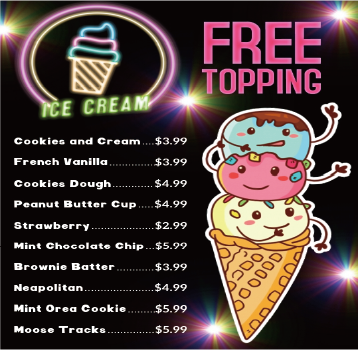 FREE
TOPPING
ICE CREAM
Cookies and Cream....$3.99
French Vanilla............$3.99
Cookies Dough............$4.99
Peanut Butter Cup.....$4.99
Strawberry..................$2.99
Mint Chocolate Chip...$5.99
Brownie Batter...........$3.99
Neapolitan...................$4.99
Mint Orea Cookie........$5.99
Moose Tracks..............$5.99